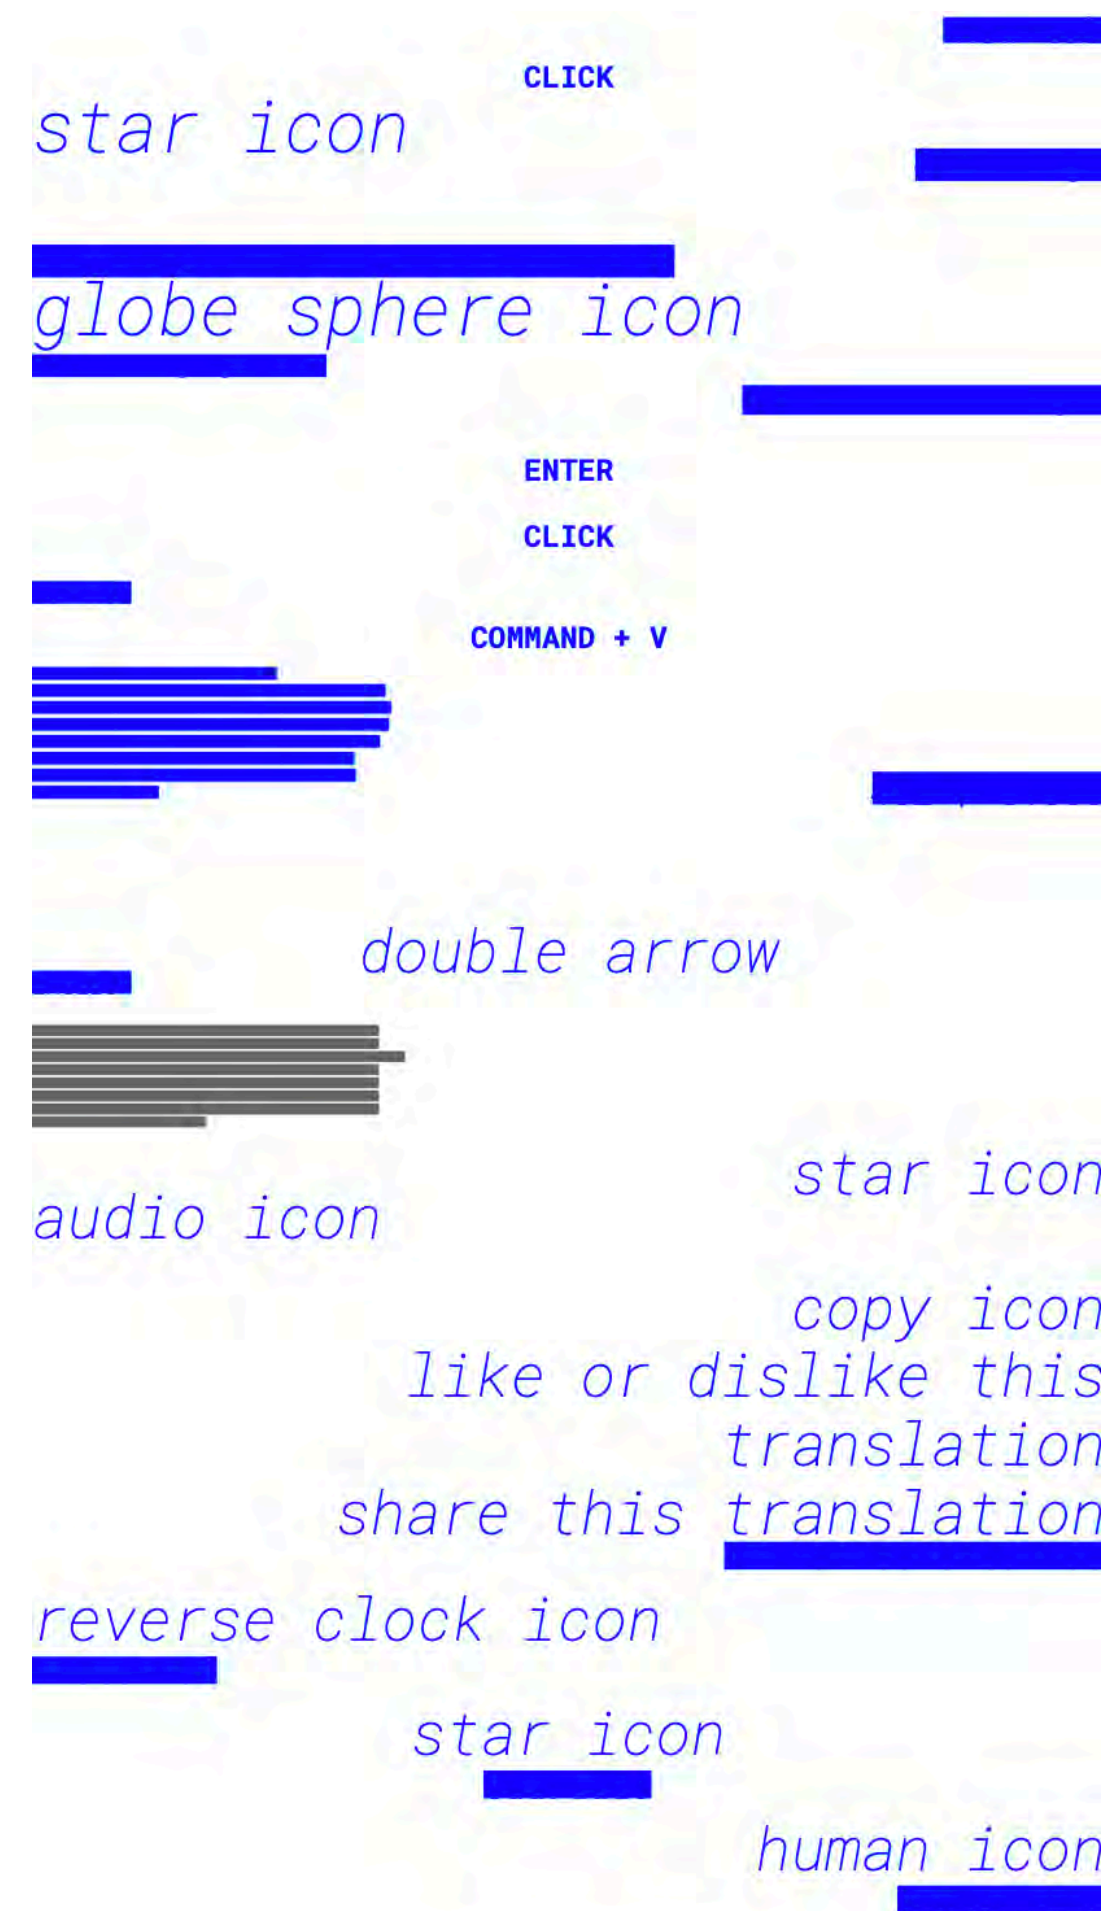 CLICK
star icon
globe sphere icon
ENTER
CLICK
COMMAND + V
double arrow
star icon
audio icon
copy icon
like or dislike this
translation
share this translation
reverse clock icon
star icon
human icon